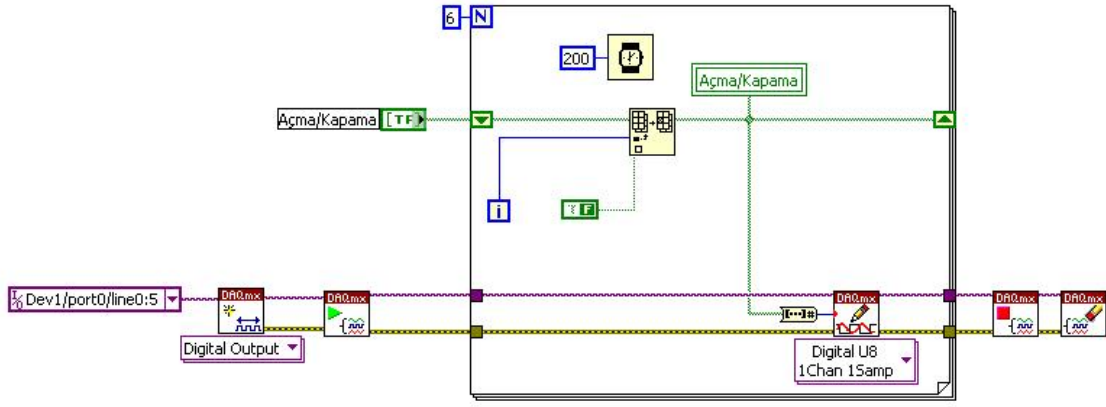 6 N
200
Açma/Kapama
Açma/Kapama [TF]
i
F
I/O Dev1/port0/line0:5
DAQmx
DAQmx
DAQmx
DAQmx
DAQmx
Digital Output
[...]#
Digital U8
1Chan 1Samp